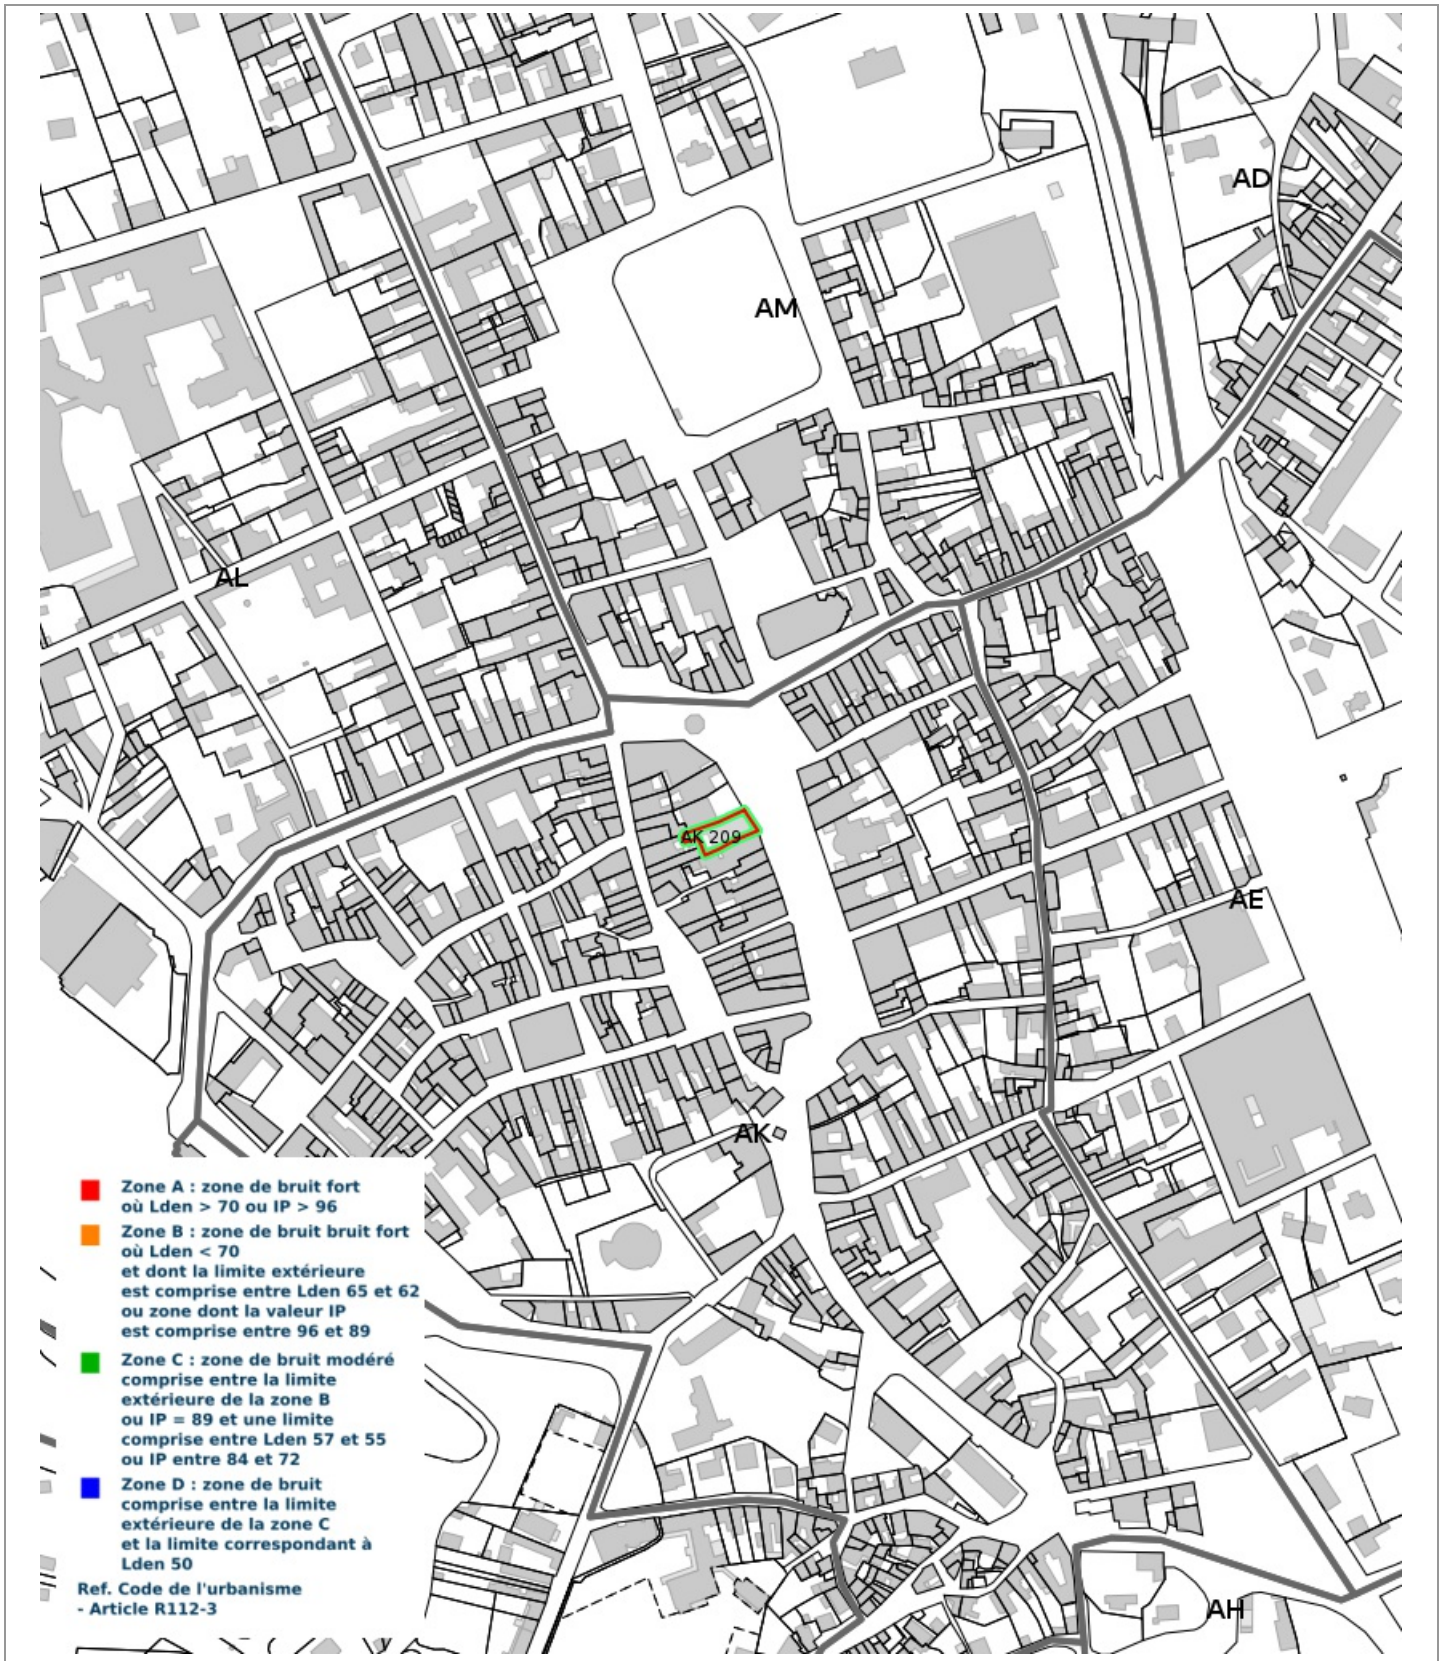 AD
AM
AL
AK 209
AE
AK
Zone A : zone de bruit fort
où Lden > 70 ou IP > 96
Zone B : zone de bruit bruit fort
où Lden < 70
et dont la limite extérieure
est comprise entre Lden 65 et 62
ou zone dont la valeur IP
est comprise entre 96 et 89
Zone C : zone de bruit modéré
comprise entre la limite
extérieure de la zone B
ou IP = 89 et une limite
comprise entre Lden 57 et 55
ou IP entre 84 et 72
Zone D : zone de bruit
comprise entre la limite
extérieure de la zone C
et la limite correspondant à
Lden 50
Ref. Code de l'urbanisme
- Article R112-3
AH